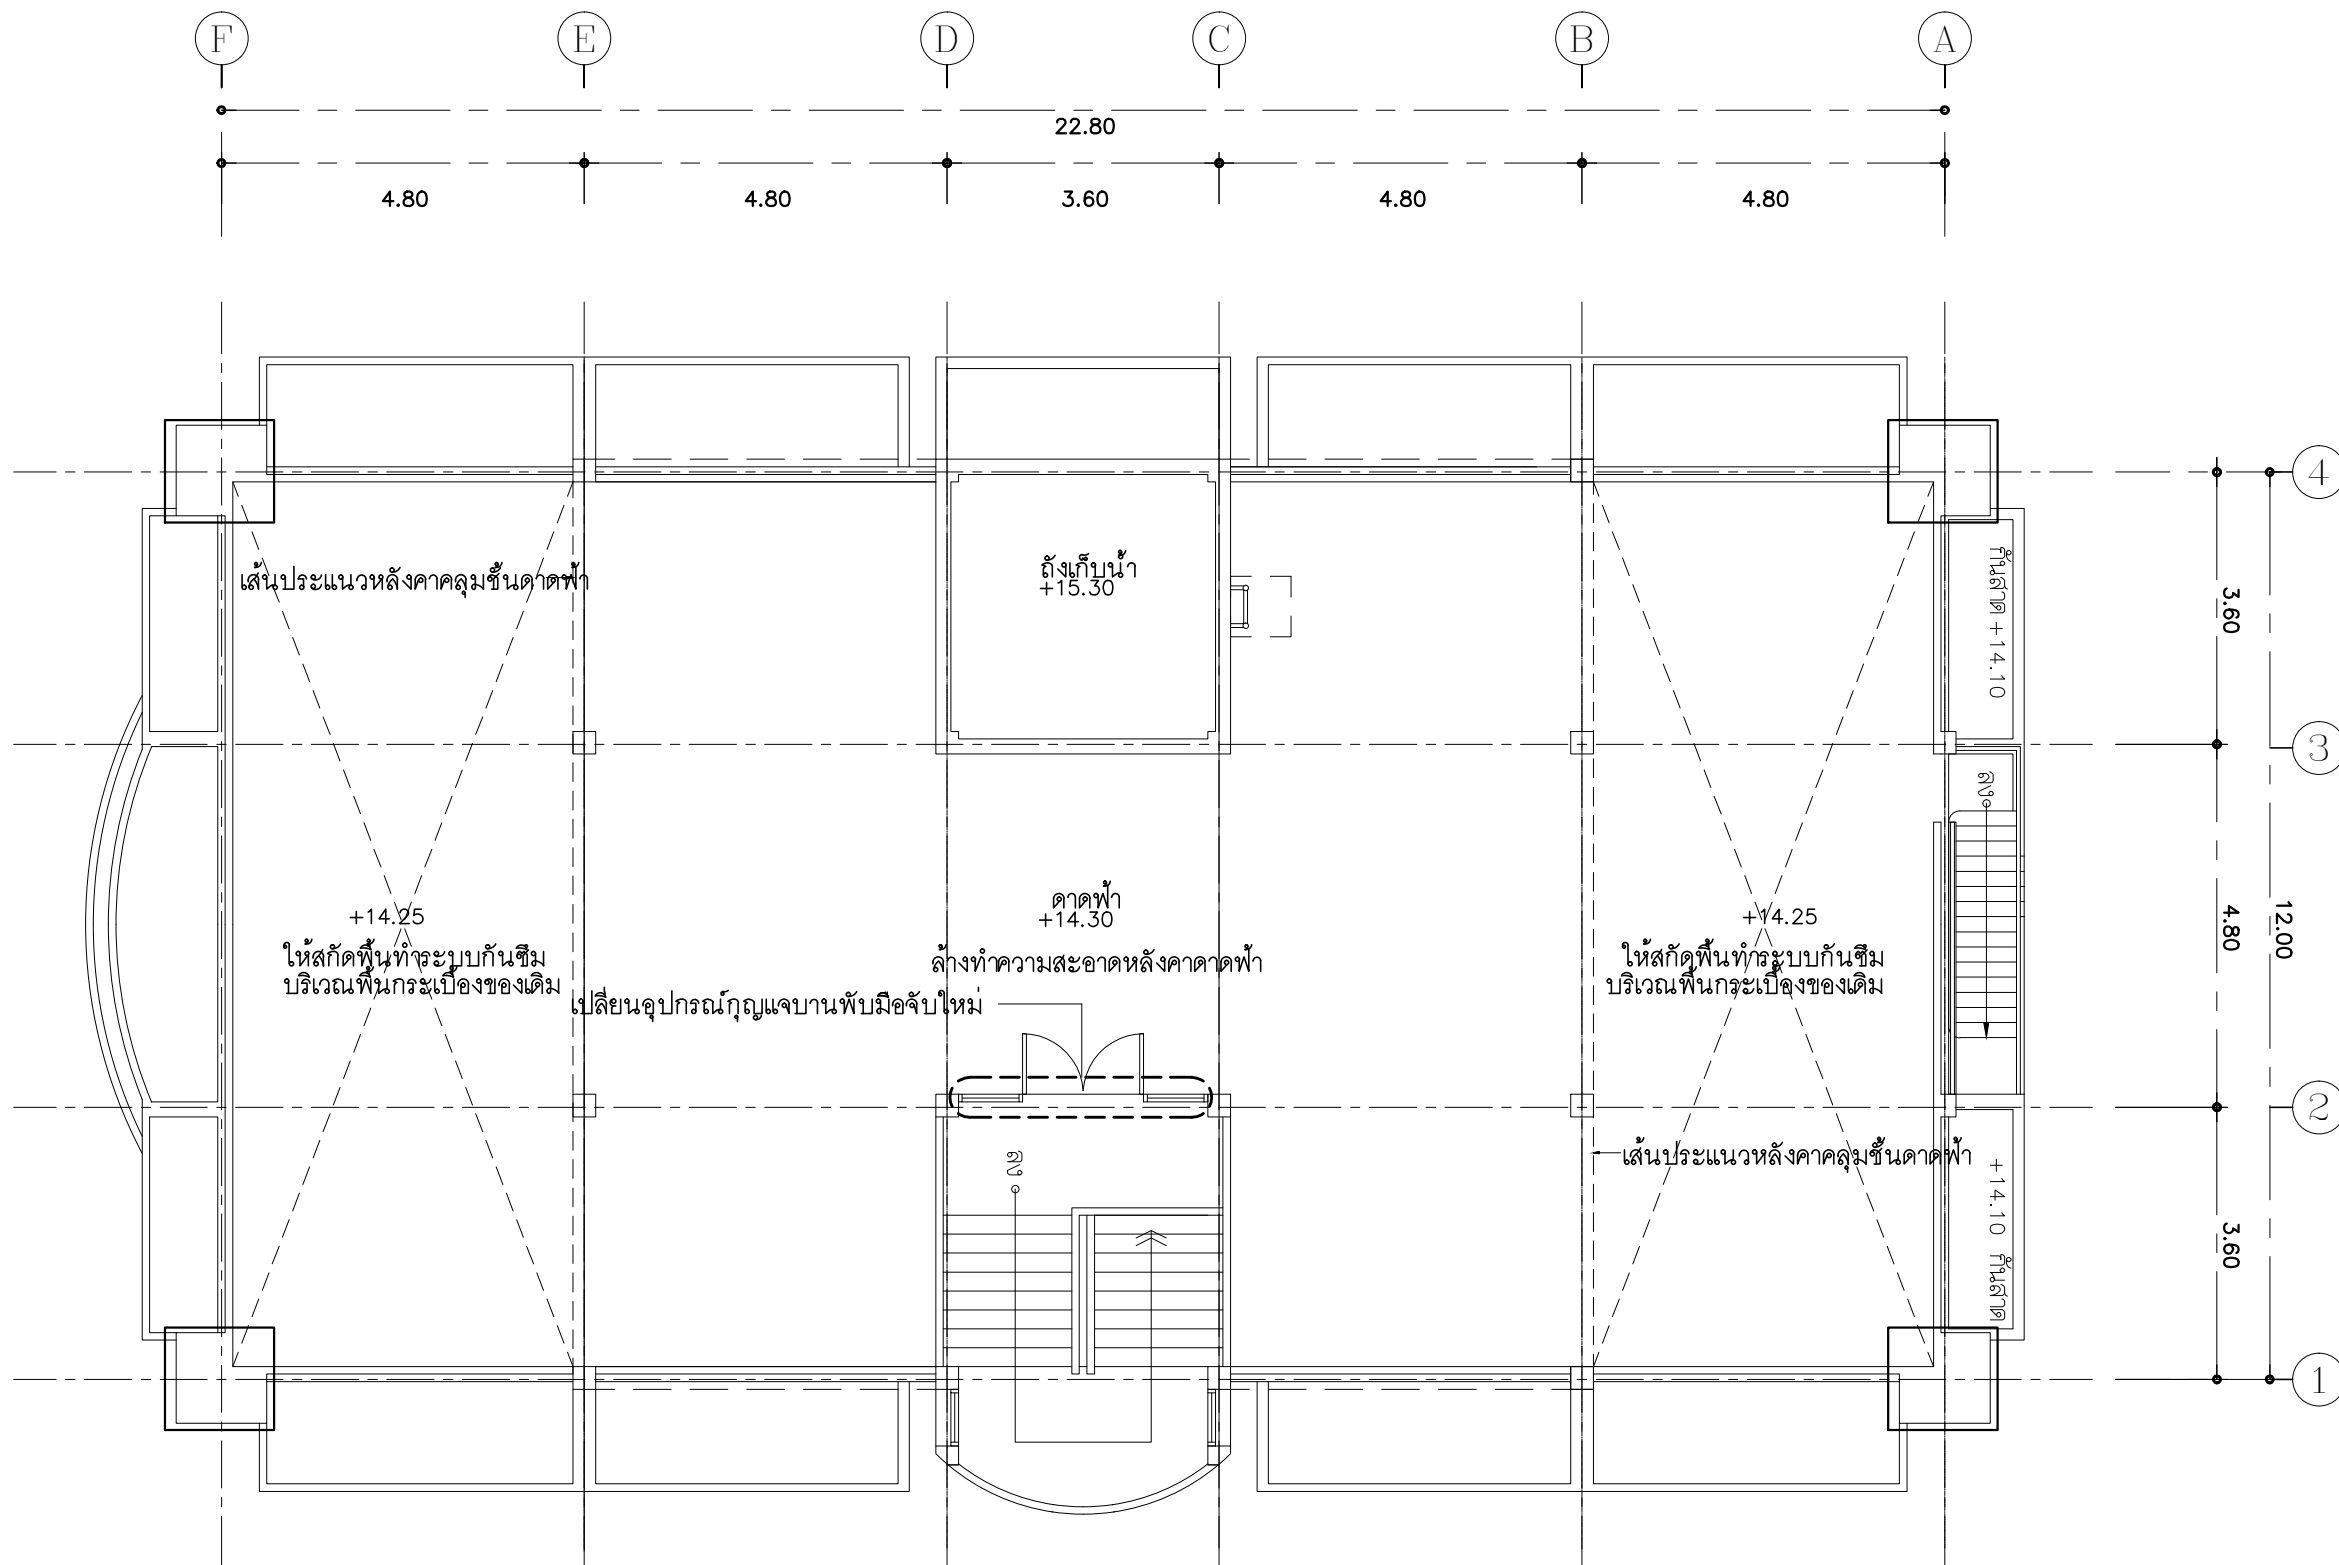 F E D C B A
22.80
4.80 4.80 3.60 4.80 4.80
4
ถังเก็บน้ำ
+15.30
เส้นประแนวหลังคาคลุมชั้นดาดฟ้า
กันสาด +14.10
3.60
3
ลง
ดาดฟ้า
+14.30
+14.25
+14.25
4.80
12.00
ให้สกัดพื้นทำระบบกันซึม
บริเวณพื้นกระเบื้องของเดิม
ล้างทำความสะอาดหลังคาดาดฟ้า
ให้สกัดพื้นทำระบบกันซึม
บริเวณพื้นกระเบื้องของเดิม
เปลี่ยนอุปกรณ์กุญแจบานพับมือจับใหม่
2
ลง
เส้นประแนวหลังคาคลุมชั้นดาดฟ้า
+14.10 กันสาด
3.60
1